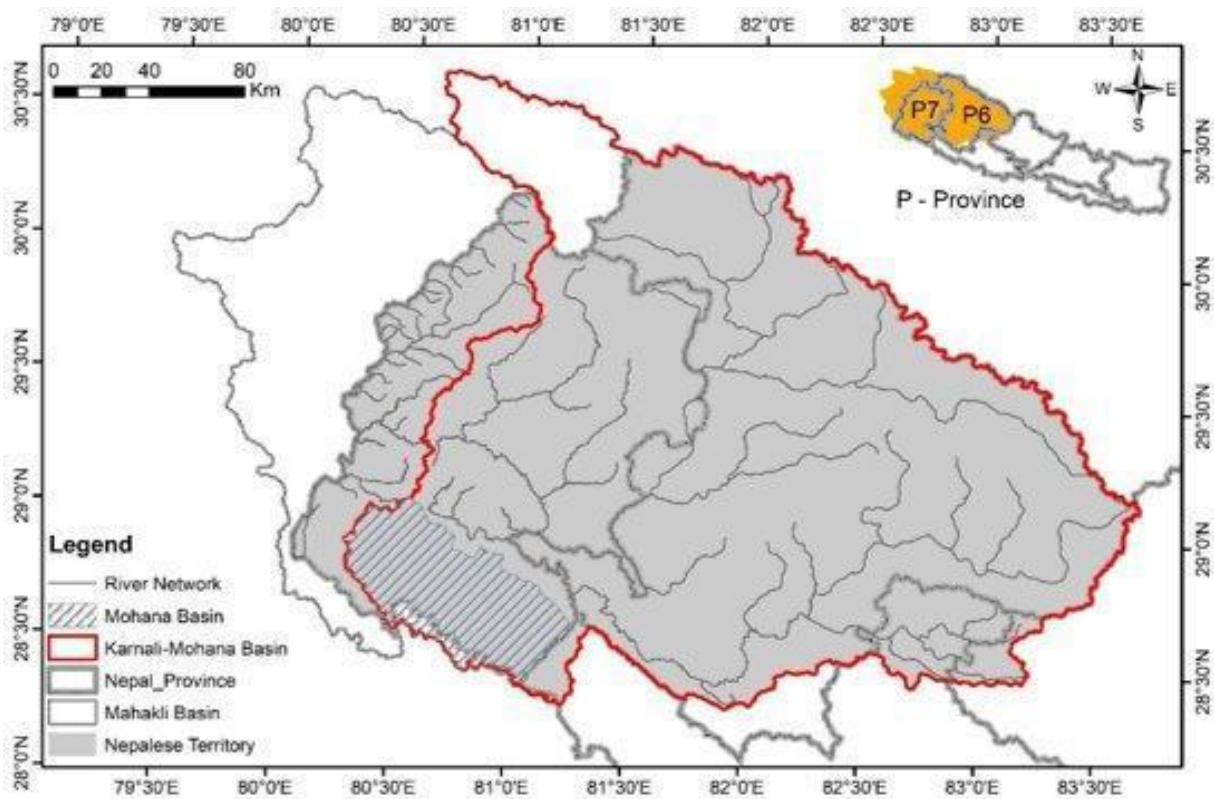 79°0'E 79°30'E 80°0'E 80°30'E 81°0'E 81°30'E 82°0'E 82°30'E 83°0'E 83°30'E
0 20 40 80
Km
N
W E
S
P7 P6
P - Province
30°30'N
30°0'N
29°30'N
29°0'N
28°30'N
28°0'N
30°30'N
30°0'N
29°30'N
29°0'N
28°30'N
Legend
River Network
Mohana Basin
Karnali-Mohana Basin
Nepal_Province
Mahakli Basin
Nepalese Territory
79°30'E 80°0'E 80°30'E 81°0'E 81°30'E 82°0'E 82°30'E 83°0'E 83°30'E